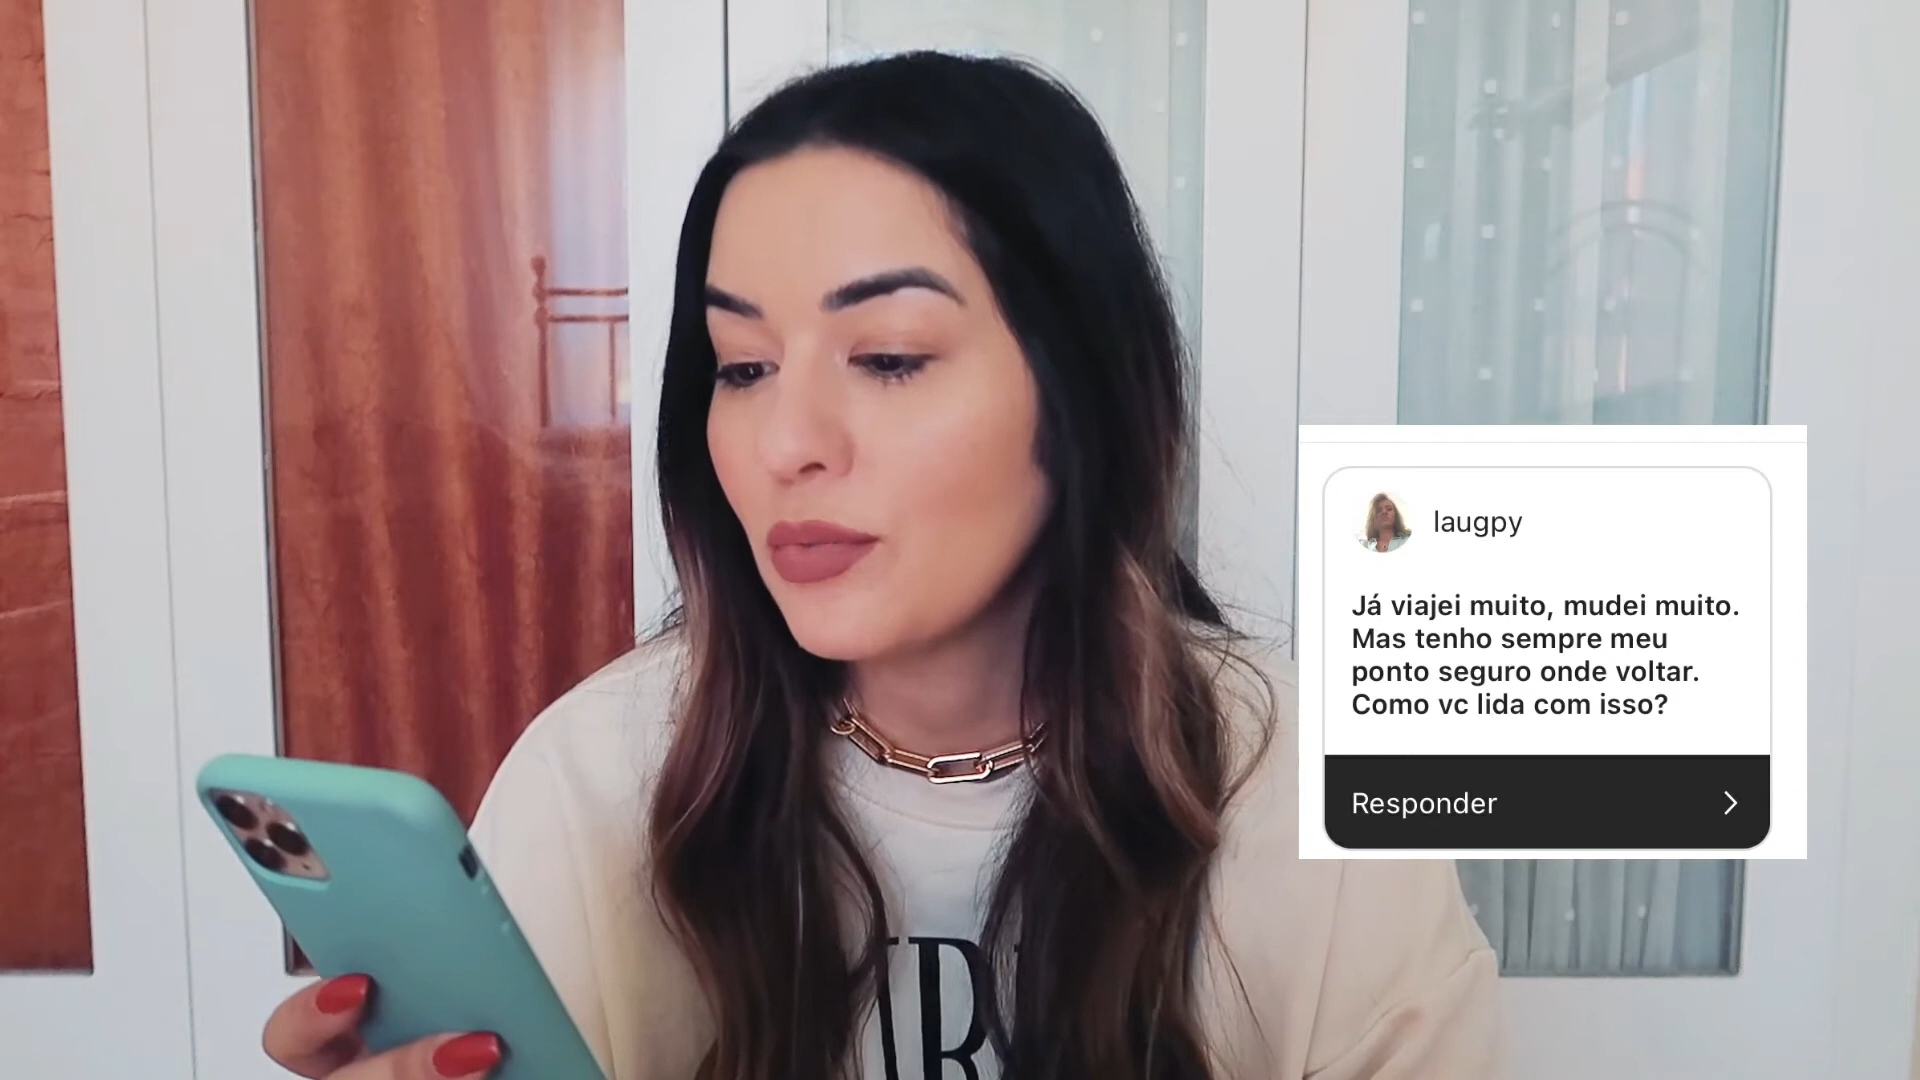 laugpy
Já viajei muito, mudei muito.
Mas tenho sempre meu
ponto seguro onde voltar.
Como vc lida com isso?
Responder